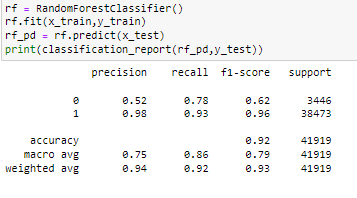 rf = RandomForestClassifier()
rf.fit(x_train,y_train)
rf_pd = rf.predict(x_test)
print(classification_report(rf_pd,y_test))
precision recall f1-score support
0 0.52 0.78 0.62 3446
1 0.98 0.93 0.96 38473
accuracy 0.92 41919
macro avg 0.75 0.86 0.79 41919
weighted avg 0.94 0.92 0.93 41919